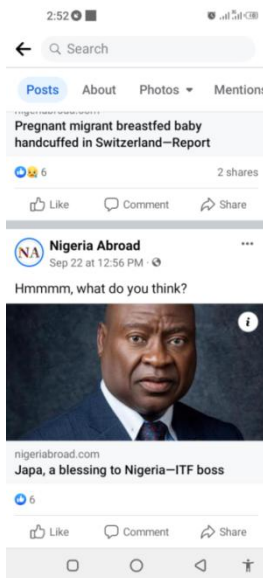 2:52
Search
Posts About Photos Mentions
Pregnant migrant breastfed baby
handcuffed in Switzerland—Report
6 2 shares
Like Comment Share
NA
Nigeria Abroad
Sep 22 at 12:56 PM
Hmmmm, what do you think?
i
nigeriabroad.com
Japa, a blessing to Nigeria—ITF boss
6
Like Comment Share